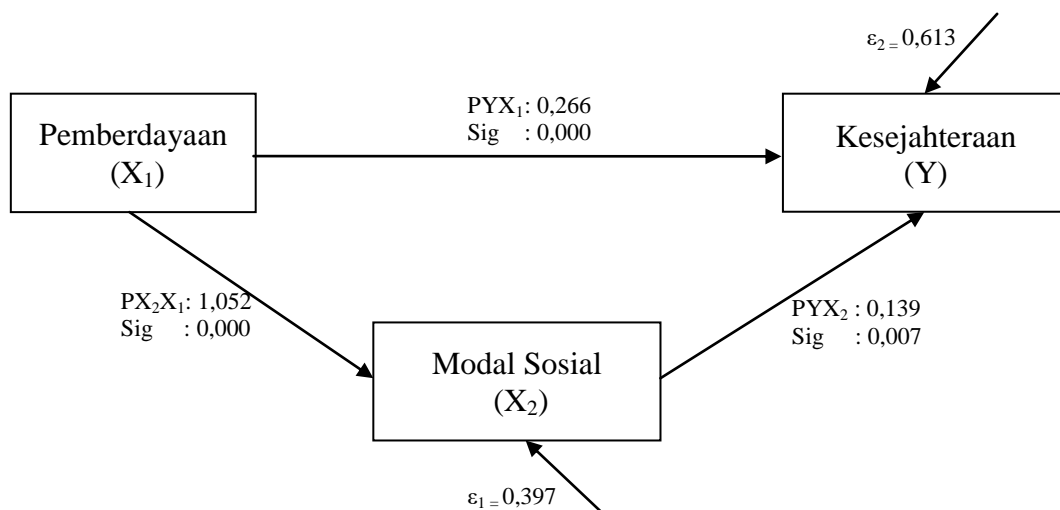 ε₂ = 0,613
PYX₁: 0,266
Sig : 0,000
Pemberdayaan
(X₁)
Kesejahteraan
(Y)
PX₂X₁: 1,052
Sig : 0,000
PYX₂ : 0,139
Sig : 0,007
Modal Sosial
(X₂)
ε₁ = 0,397